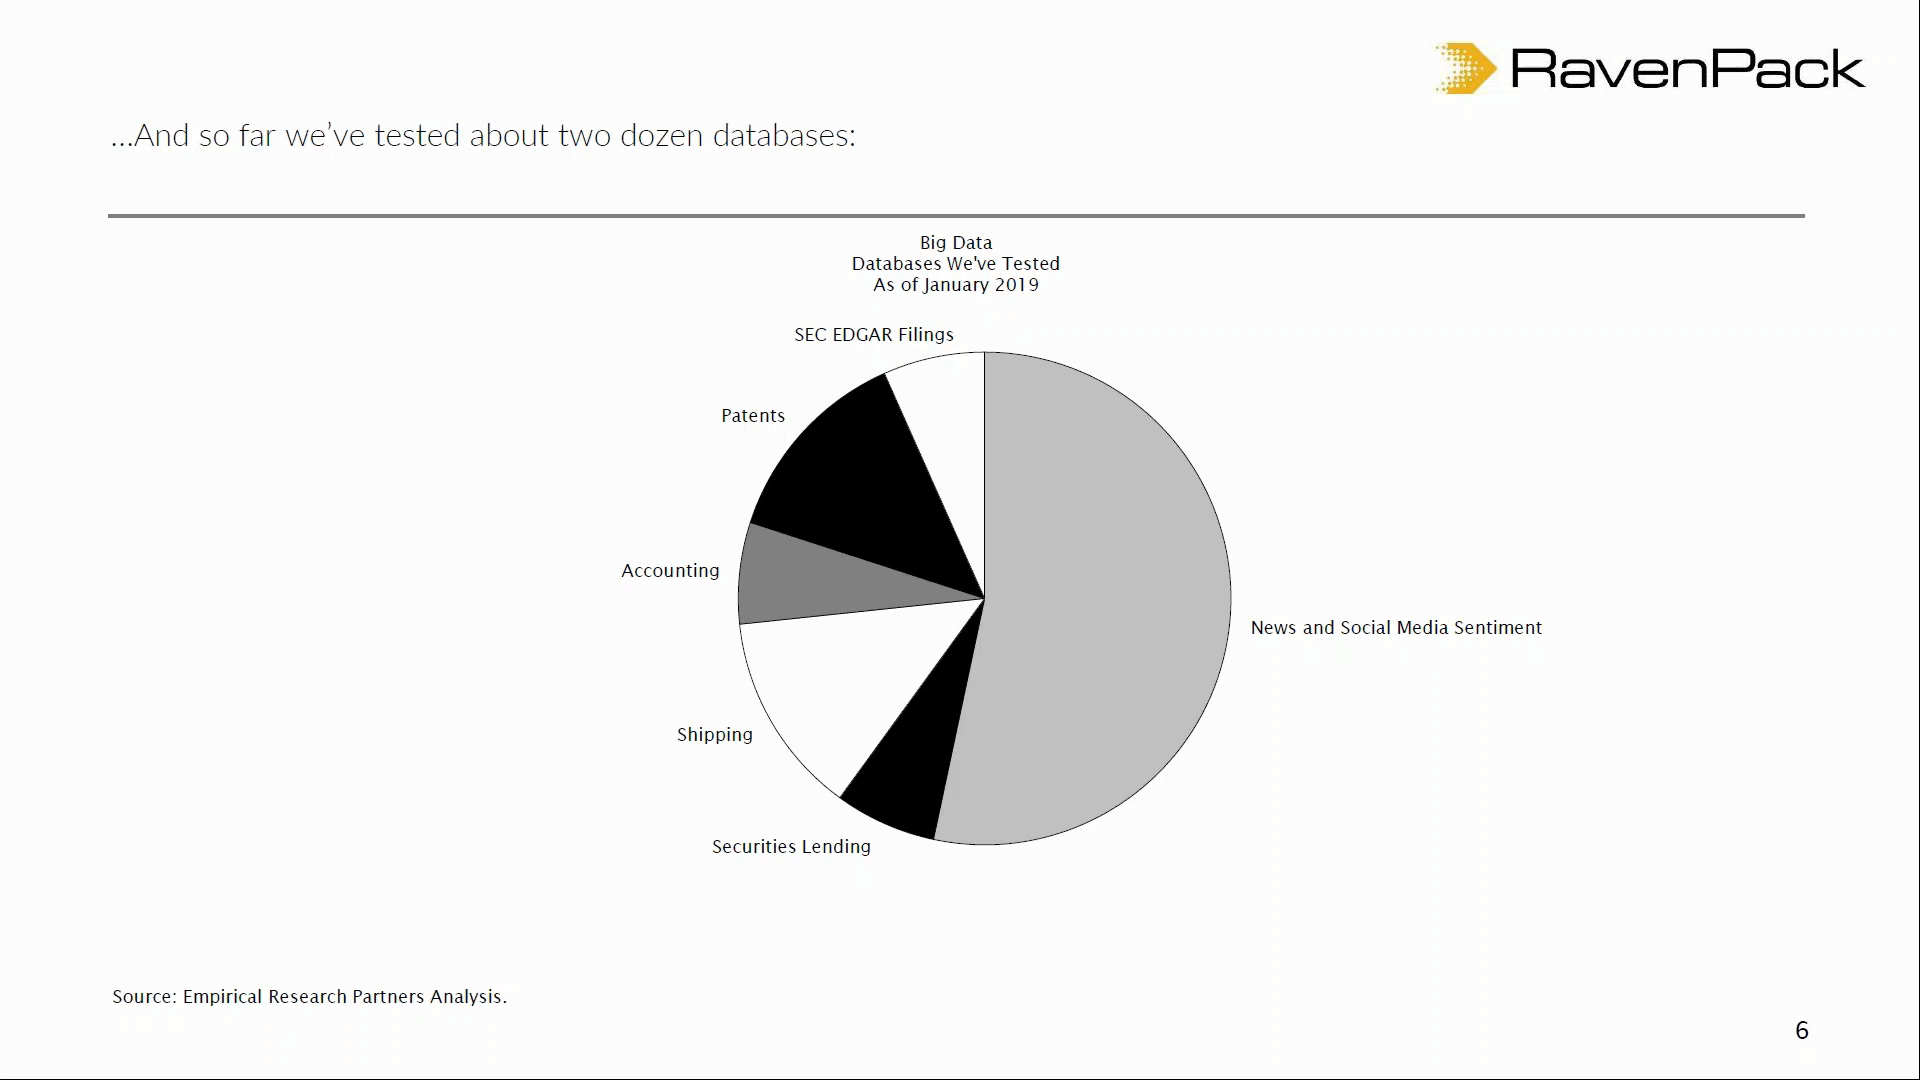 RavenPack
...And so far we’ve tested about two dozen databases:
Big Data
Databases We've Tested
As of January 2019
SEC EDGAR Filings
Patents
Accounting
News and Social Media Sentiment
Shipping
Securities Lending
Source: Empirical Research Partners Analysis.
6